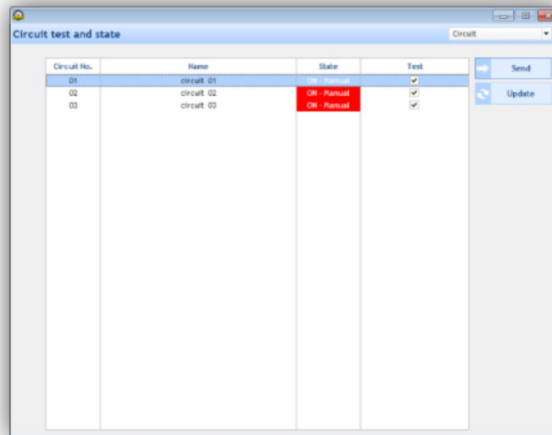 Circuit test and state
Circuit
Circuit No. Name State Test
01 circuit 01 ON - Manual
02 circuit 02 ON - Manual
03 circuit 03 ON - Manual
Send
Update